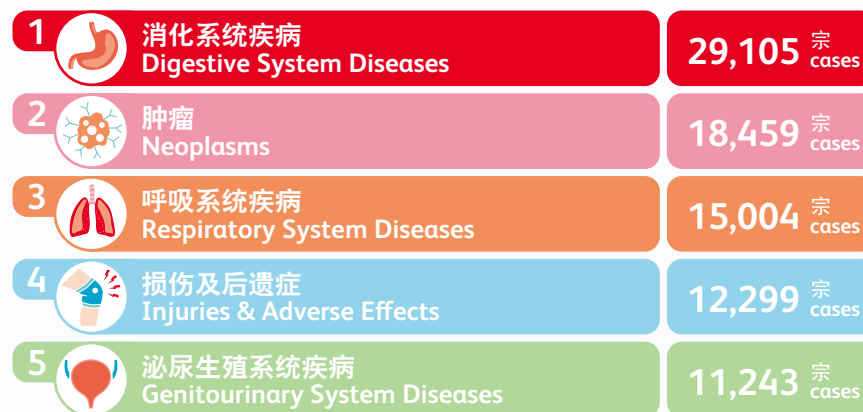 1
消化系统疾病
Digestive System Diseases
29,105 宗
cases
2
肿瘤
Neoplasms
18,459 宗
cases
3
呼吸系统疾病
Respiratory System Diseases
15,004 宗
cases
4
损伤及后遗症
Injuries & Adverse Effects
12,299 宗
cases
5
泌尿生殖系统疾病
Genitourinary System Diseases
11,243 宗
cases